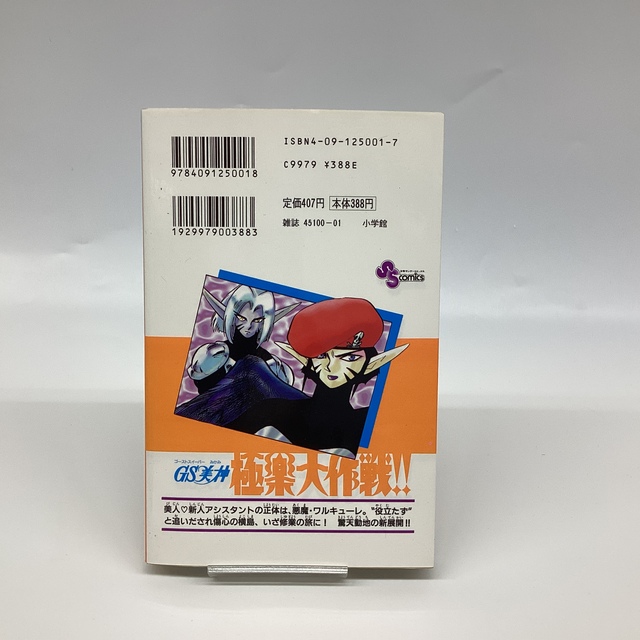 ISBN4-09-125001-7
C9979 ¥388E
9784091250018
定価407円 本体388円
雑誌 45100-01 小学館
1929979003883
SS comics
ゴーストスイーパー みかみ
GS美神 極楽大作戦!!
美人♡新人アシスタントの正体は、悪魔・ワルキューレ。“役立たず”
と追いだされ傷心の横島、いざ修業の旅に! 驚天動地の新展開!!